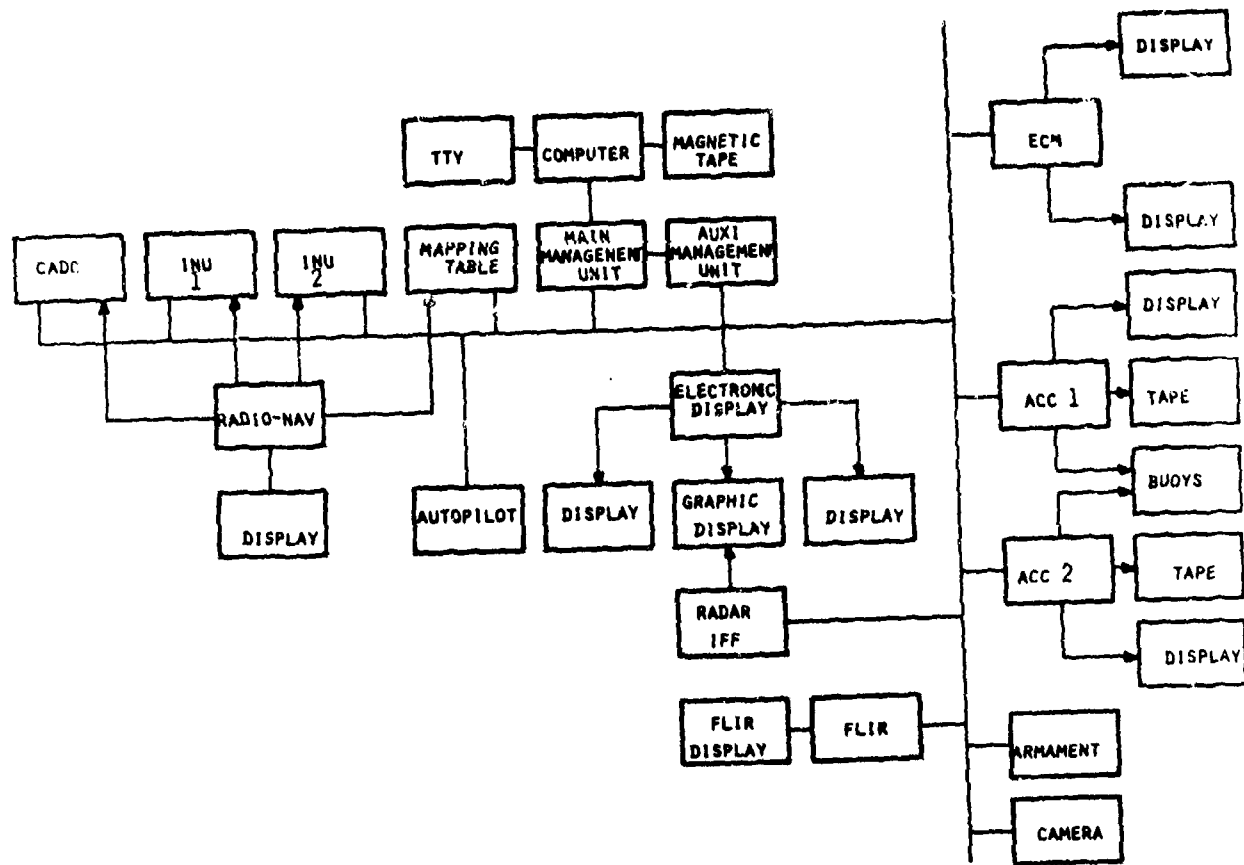 DISPLAY
ECM
DISPLAY
TTY
COMPUTER
MAGNETIC
TAPE
CADC
INU
1
INU
2
MAPPING
TABLE
MAIN
MANAGEMENT
UNIT
AUXI
MANAGEMENT
UNIT
DISPLAY
RADIO-NAV
ELECTRONIC
DISPLAY
ACC 1
TAPE
DISPLAY
AUTOPILOT
DISPLAY
GRAPHIC
DISPLAY
DISPLAY
BUOYS
ACC 2
TAPE
RADAR
IFF
DISPLAY
FLIR
DISPLAY
FLIR
ARMAMENT
CAMERA